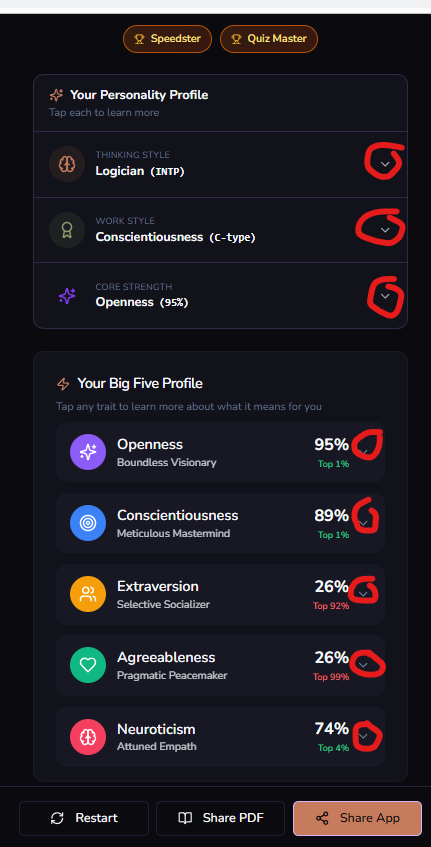 Speedster
Quiz Master
Your Personality Profile
Tap each to learn more
THINKING STYLE
Logician (INTP)
WORK STYLE
Conscientiousness (C-type)
CORE STRENGTH
Openness (95%)
Your Big Five Profile
Tap any trait to learn more about what it means for you
Openness 95%
Boundless Visionary Top 1%
Conscientiousness 89%
Meticulous Mastermind Top 1%
Extraversion 26%
Selective Socializer Top 92%
Agreeableness 26%
Pragmatic Peacemaker Top 99%
Neuroticism 74%
Attuned Empath Top 4%
Restart Share PDF Share App